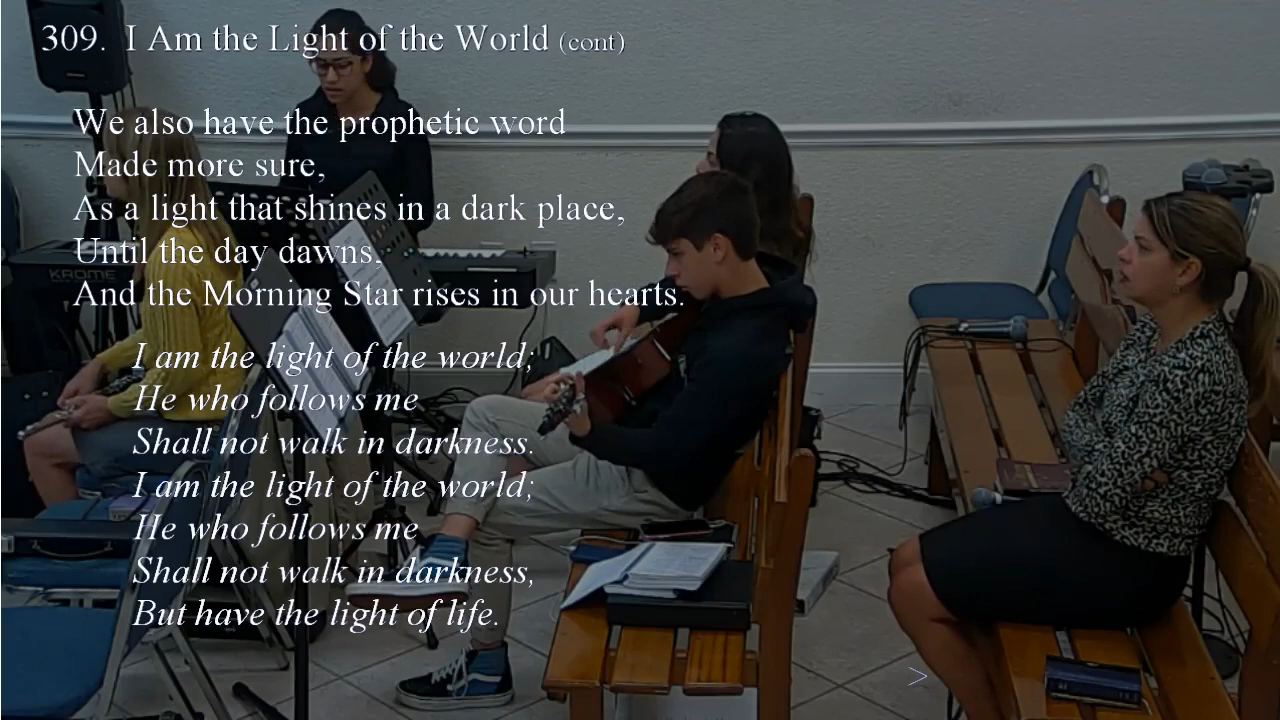 309. I Am the Light of the World (cont)
We also have the prophetic word
Made more sure,
As a light that shines in a dark place,
Until the day dawns,
And the Morning Star rises in our hearts.
I am the light of the world;
He who follows me
Shall not walk in darkness.
I am the light of the world;
He who follows me
Shall not walk in darkness,
But have the light of life.
>
KROME